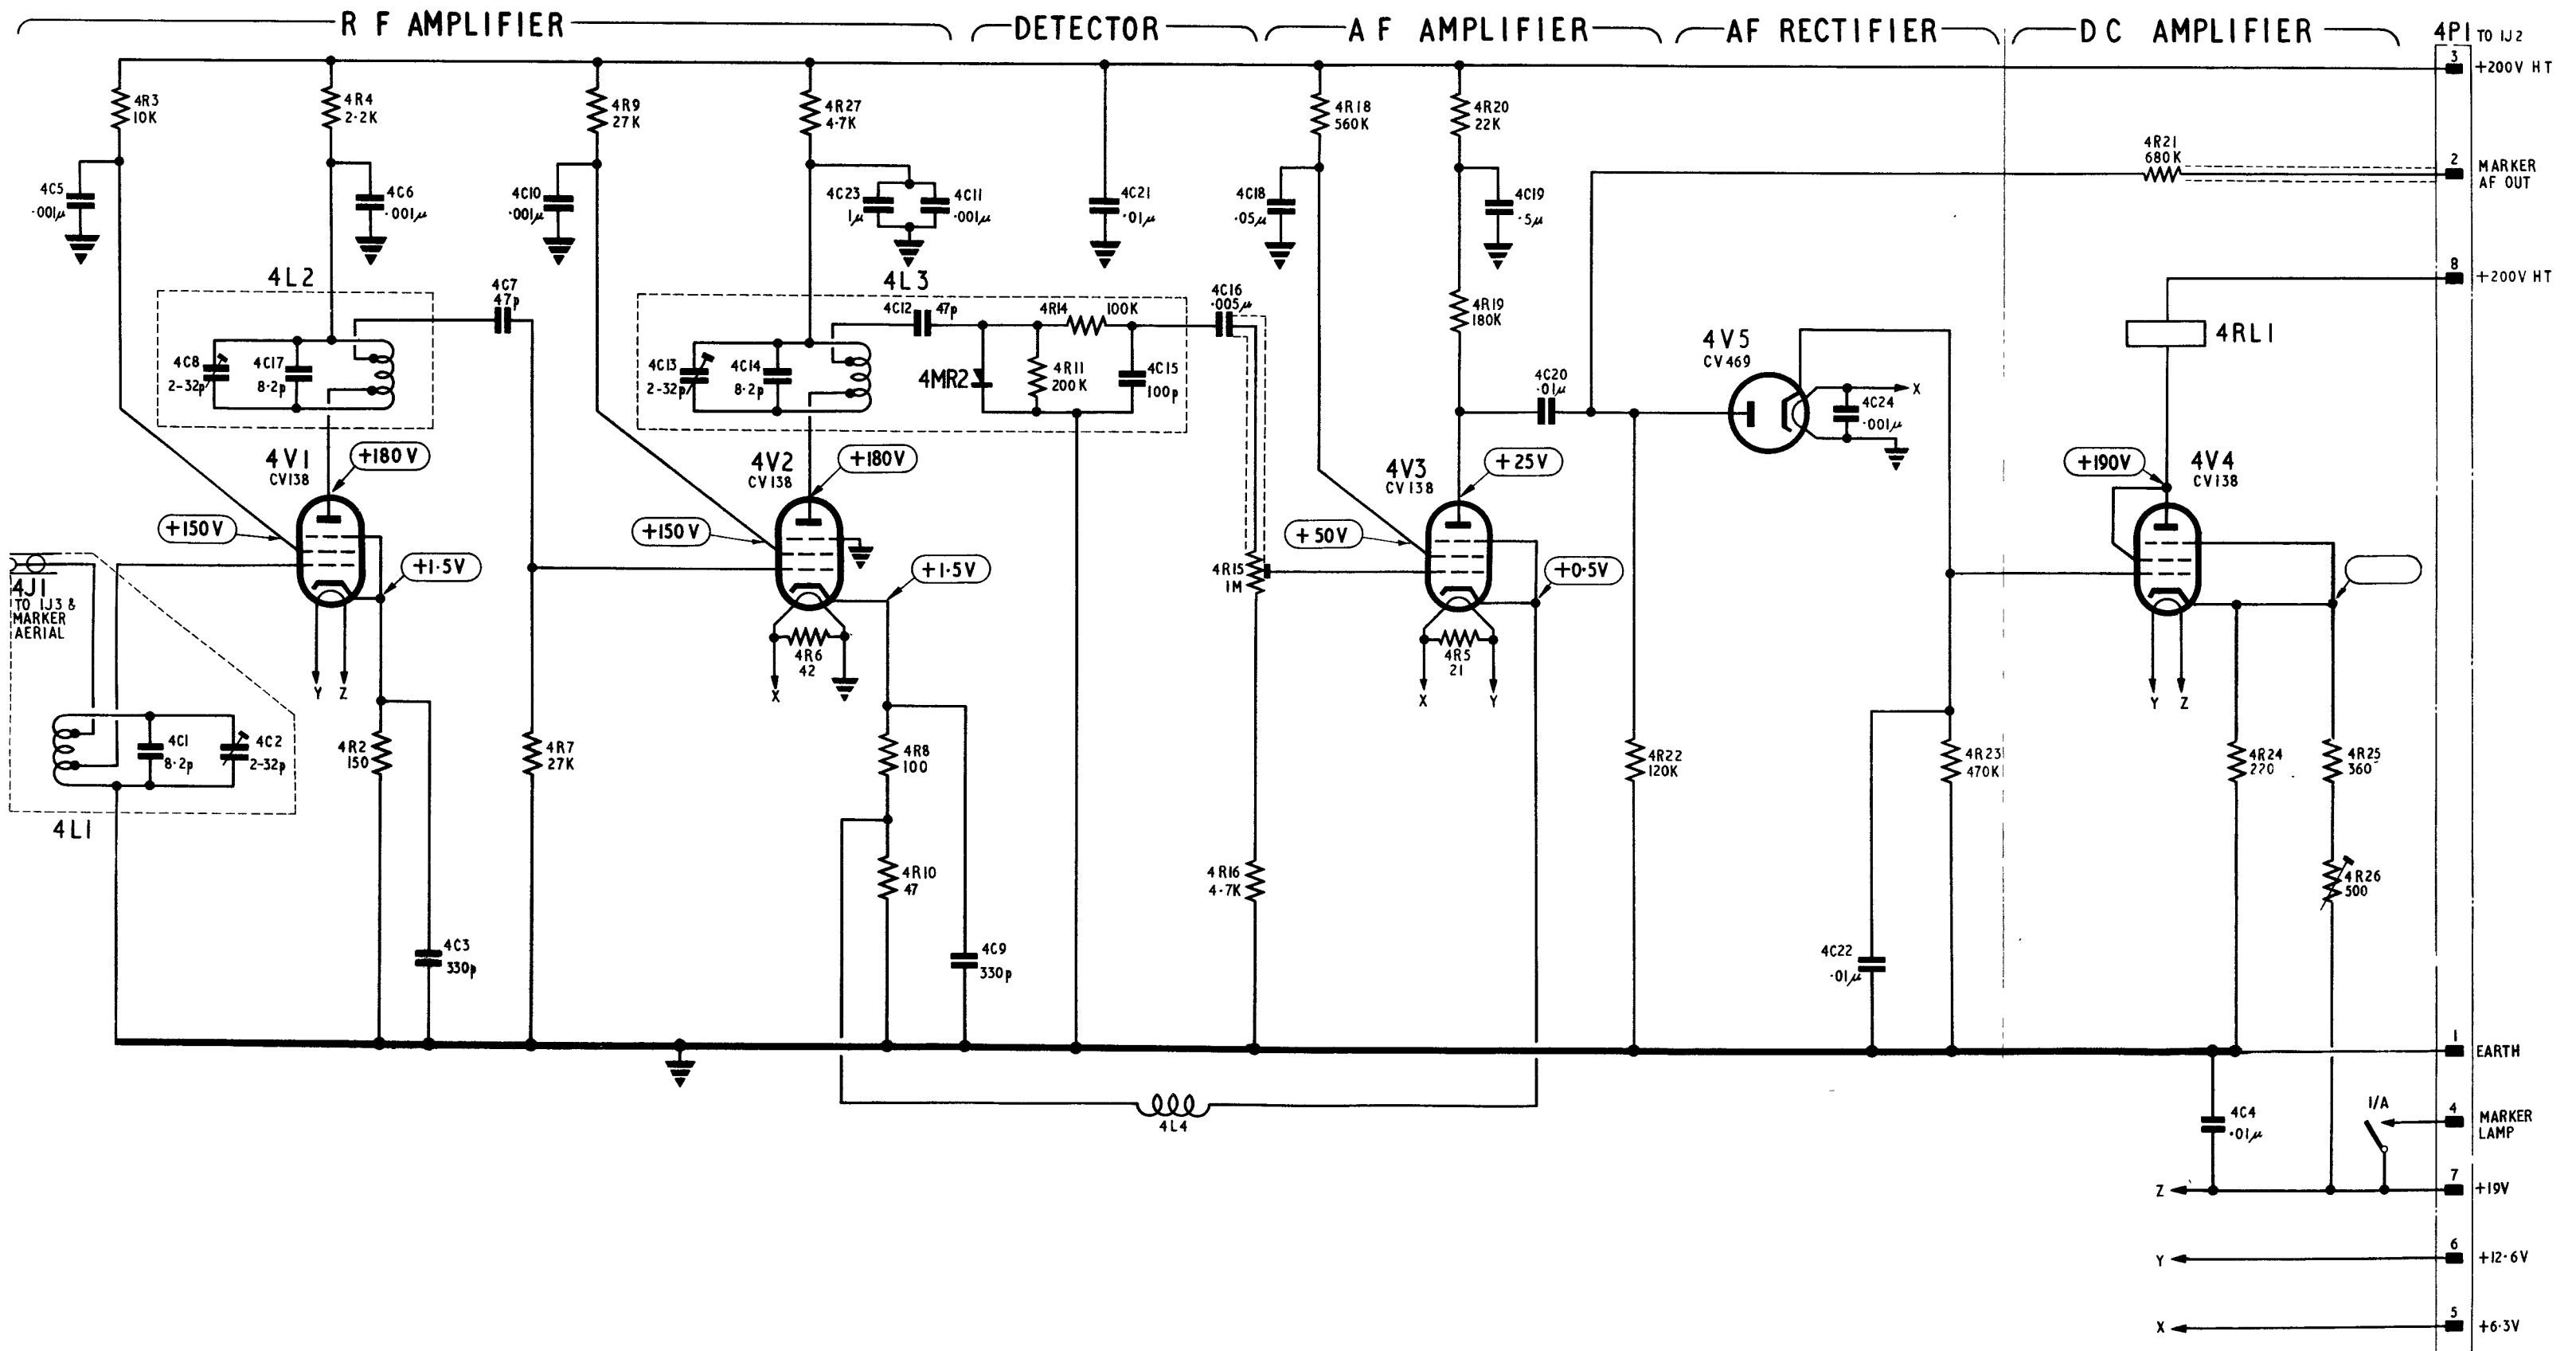 R F AMPLIFIER
DETECTOR
A F AMPLIFIER
AF RECTIFIER
DC AMPLIFIER
4P1 TO 1J2
3
+200V HT
4R3
10K
4R4
2·2K
4R9
27K
4R27
4·7K
4R18
560K
4R20
22K
4R21
680K
2
MARKER
AF OUT
4C5
·001µ
4C6
·001µ
4C10
·001µ
4C23
1µ
4C11
·001µ
4C21
·01µ
4C18
·05µ
4C19
·5µ
8
+200V HT
4L2
4C7
47p
4L3
4C12
47p
4R14
100K
4C16
·005µ
4R19
180K
4V5
CV469
4RL1
4C8
2-32p
4C17
8·2p
4C13
2-32p
4C14
8·2p
4MR2
4R11
200K
4C15
100p
4C20
·01µ
X
4C24
·001µ
4V1
CV138
+180V
4V2
CV138
+180V
4V3
CV138
+25V
+190V
4V4
CV138
+150V
+1·5V
+150V
+1·5V
+50V
+0·5V
4J1
TO 1J3 &
MARKER
AERIAL
4R15
1M
Y
Z
4R6
42
X
4R5
21
X
Y
Y
Z
4C1
8·2p
4C2
2-32p
4L1
4R2
150
4R7
27K
4R8
100
4R22
120K
4R23
470K
4R24
220
4R25
360
4R10
47
4R16
4·7K
4R26
500
4C3
330p
4C9
330p
4C22
·01µ
1
EARTH
4L4
4C4
·01µ
1/A
4
MARKER
LAMP
Z
7
+19V
Y
6
+12·6V
X
5
+6·3V